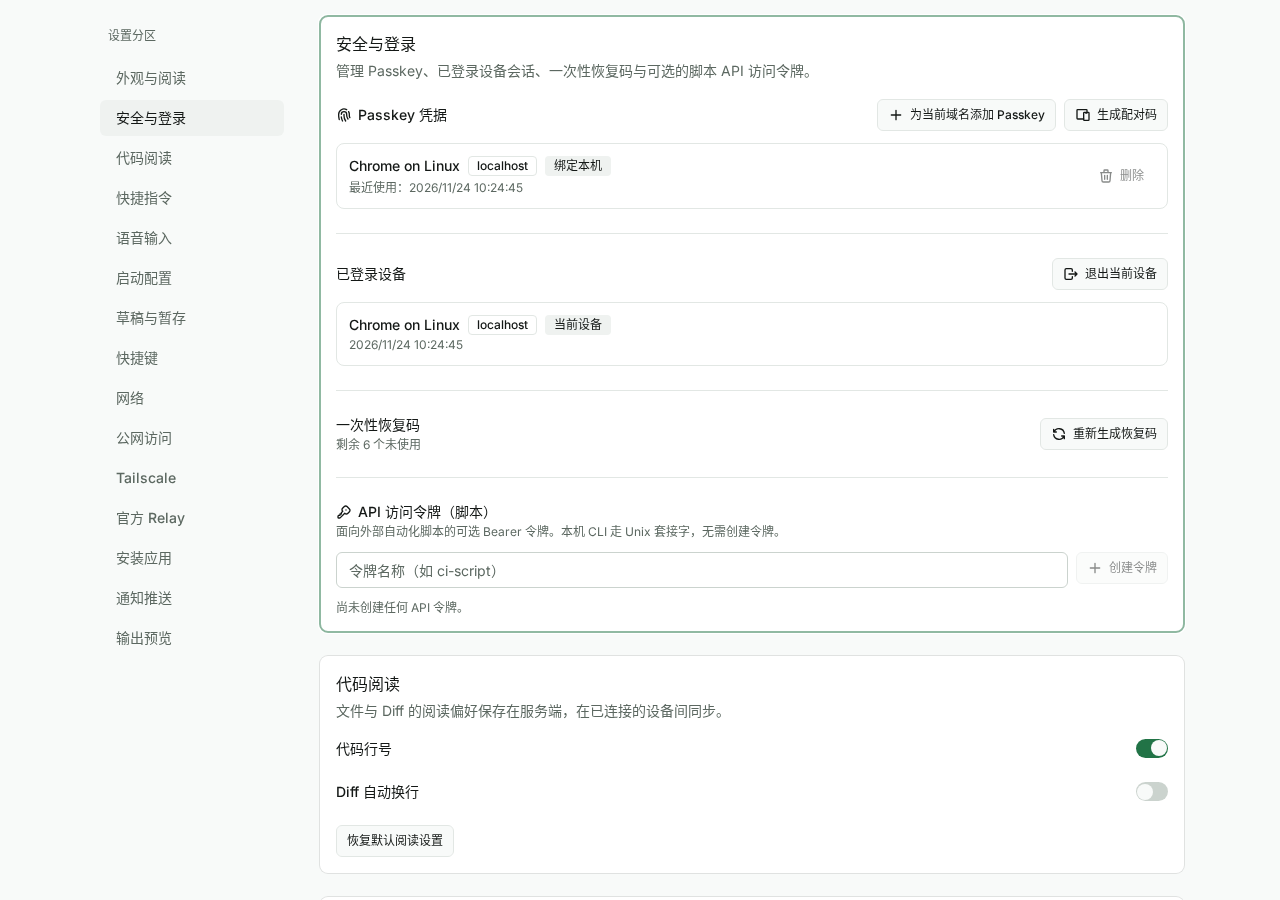 设置分区
外观与阅读
安全与登录
代码阅读
快捷指令
语音输入
启动配置
草稿与暂存
快捷键
网络
公网访问
Tailscale
官方 Relay
安装应用
通知推送
输出预览
安全与登录
管理 Passkey、已登录设备会话、一次性恢复码与可选的脚本 API 访问令牌。
Passkey 凭据
为当前域名添加 Passkey
生成配对码
Chrome on Linux localhost 绑定本机
最近使用：2026/11/24 10:24:45
删除
已登录设备
退出当前设备
Chrome on Linux localhost 当前设备
2026/11/24 10:24:45
一次性恢复码
剩余 6 个未使用
重新生成恢复码
API 访问令牌（脚本）
面向外部自动化脚本的可选 Bearer 令牌。本机 CLI 走 Unix 套接字，无需创建令牌。
令牌名称（如 ci-script）
创建令牌
尚未创建任何 API 令牌。
代码阅读
文件与 Diff 的阅读偏好保存在服务端，在已连接的设备间同步。
代码行号
Diff 自动换行
恢复默认阅读设置